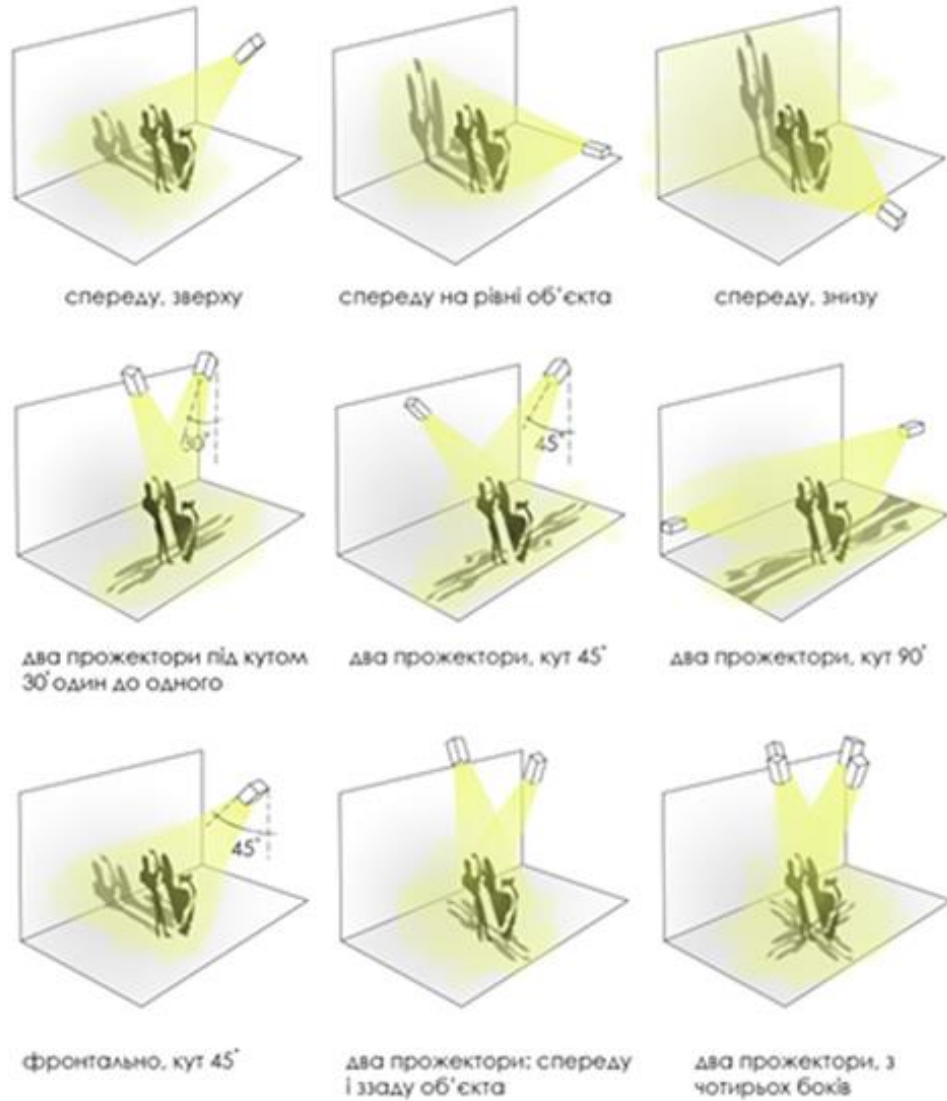 спереду, зверху
спереду на рівні об'єкта
спереду, знизу
30°
45°
два прожектори під кутом
30° один до одного
два прожектори, кут 45°
два прожектори, кут 90°
45°
фронтально, кут 45°
два прожектори: спереду
і ззаду об'єкта
два прожектори, з
чотирьох боків